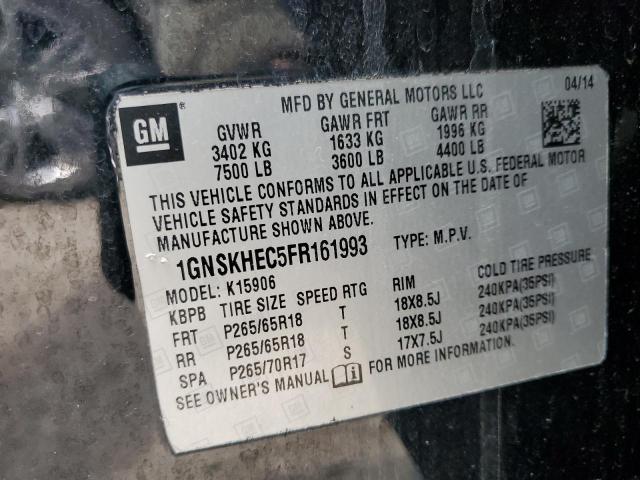 MFD BY GENERAL MOTORS LLC 04/14
GM ®
GVWR GAWR FRT GAWR RR
3402 KG 1633 KG 1996 KG
7500 LB 3600 LB 4400 LB
THIS VEHICLE CONFORMS TO ALL APPLICABLE U.S. FEDERAL MOTOR
VEHICLE SAFETY STANDARDS IN EFFECT ON THE DATE OF
MANUFACTURE SHOWN ABOVE.
1GNSKHEC5FR161993 TYPE: M.P.V.
MODEL: K15906
KBPB TIRE SIZE SPEED RTG RIM COLD TIRE PRESSURE
FRT P265/65R18 T 18X8.5J 240KPA(35PSI)
RR P265/65R18 T 18X8.5J 240KPA(35PSI)
SPA P265/70R17 S 17X7.5J 240KPA(35PSI)
SEE OWNER'S MANUAL FOR MORE INFORMATION.